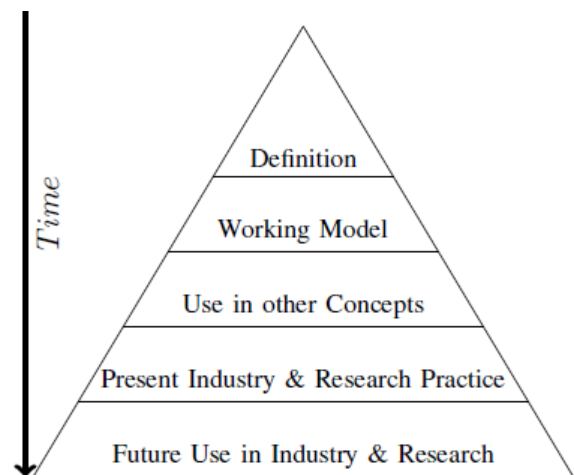 Time
Definition
Working Model
Use in other Concepts
Present Industry & Research Practice
Future Use in Industry & Research